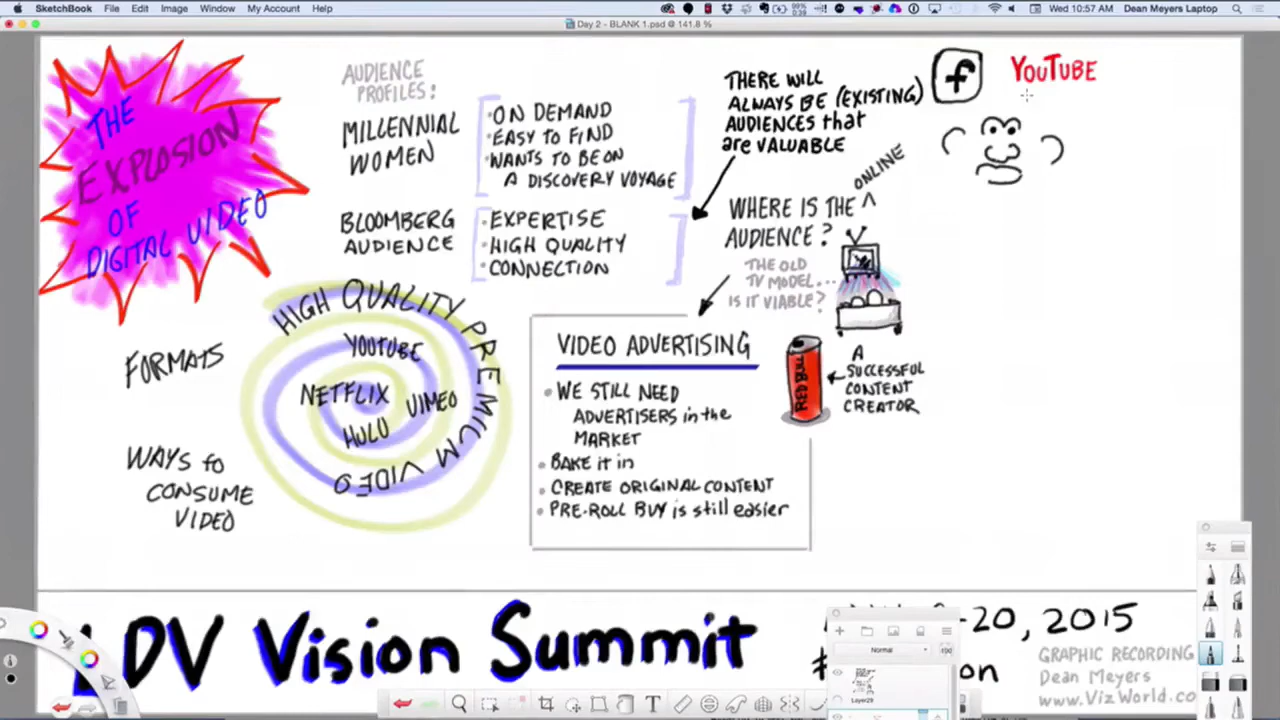 SketchBook File Edit Image Window My Account Help
99%
0:39
Wed 10:57 AM Dean Meyers Laptop
Day 2 - BLANK 1.psd @ 141.8 %
THE
EXPLOSION
OF
DIGITAL VIDEO
AUDIENCE
PROFILES:
MILLENNIAL
WOMEN
• ON DEMAND
• EASY TO FIND
• WANTS TO BE ON
A DISCOVERY VOYAGE
BLOOMBERG
AUDIENCE
• EXPERTISE
• HIGH QUALITY
• CONNECTION
THERE WILL
ALWAYS BE (EXISTING)
AUDIENCES that
are VALUABLE
f
YOUTUBE
ONLINE
WHERE IS THE ^
AUDIENCE?
THE OLD
TV MODEL...
IS IT VIABLE?
HIGH QUALITY PREMIUM VIDEO
YOUTUBE
NETFLIX
VIMEO
HULU
FORMATS
WAYS to
CONSUME
VIDEO
VIDEO ADVERTISING
• WE STILL NEED
ADVERTISERS in the
MARKET
• BAKE IT in
• CREATE ORIGINAL CONTENT
• PRE-ROLL BUY is still easier
RED BULL
A
SUCCESSFUL
CONTENT
CREATOR
LDV Vision Summit
-20, 2015
GRAPHIC RECORDING
Dean Meyers
www.VizWorld.co
Normal
Layer29